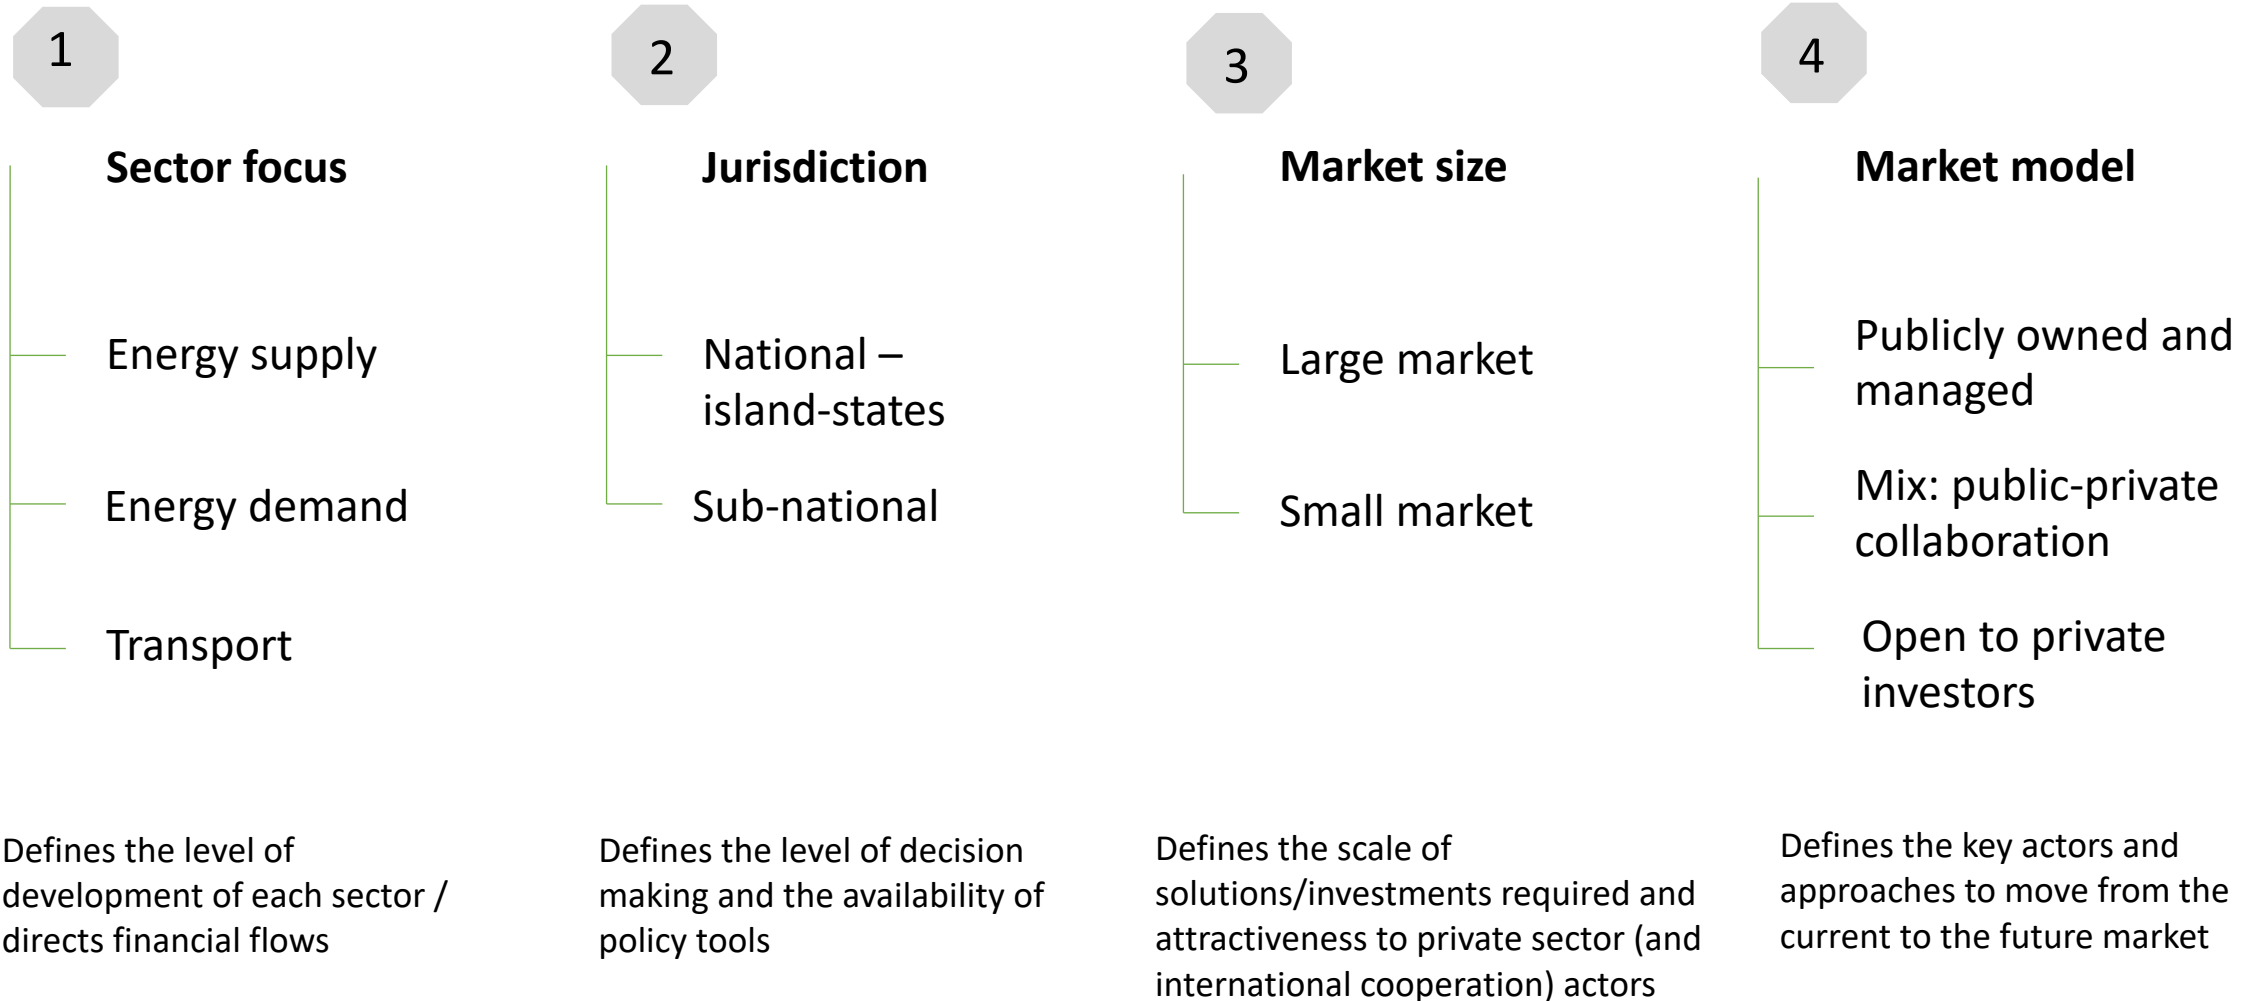 1
Sector focus
Energy supply
Energy demand
Transport
Defines the level of
development of each sector /
directs financial flows
2
Jurisdiction
National –
island-states
Sub-national
Defines the level of decision
making and the availability of
policy tools
3
Market size
Large market
Small market
Defines the scale of
solutions/investments required and
attractiveness to private sector (and
international cooperation) actors
4
Market model
Publicly owned and
managed
Mix: public-private
collaboration
Open to private
investors
Defines the key actors and
approaches to move from the
current to the future market